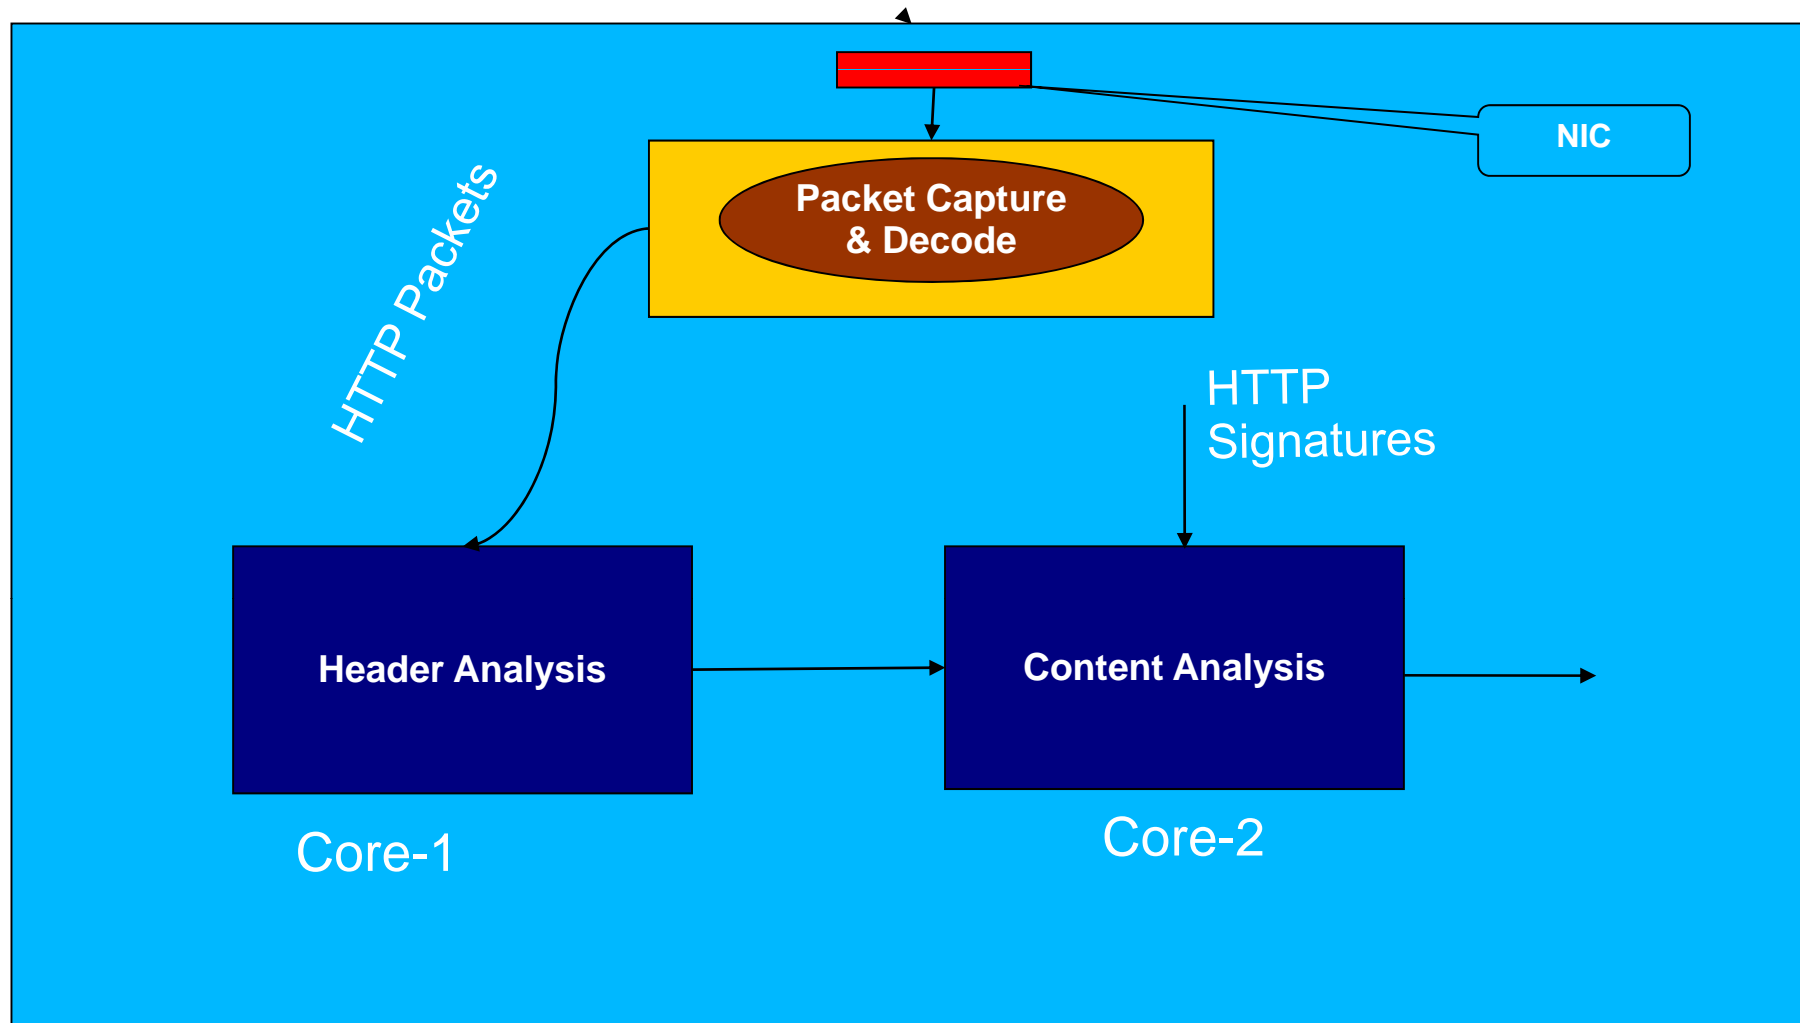 NIC
Packet Capture
& Decode
HTTP Packets
HTTP
Signatures
Header Analysis
Content Analysis
Core-1
Core-2